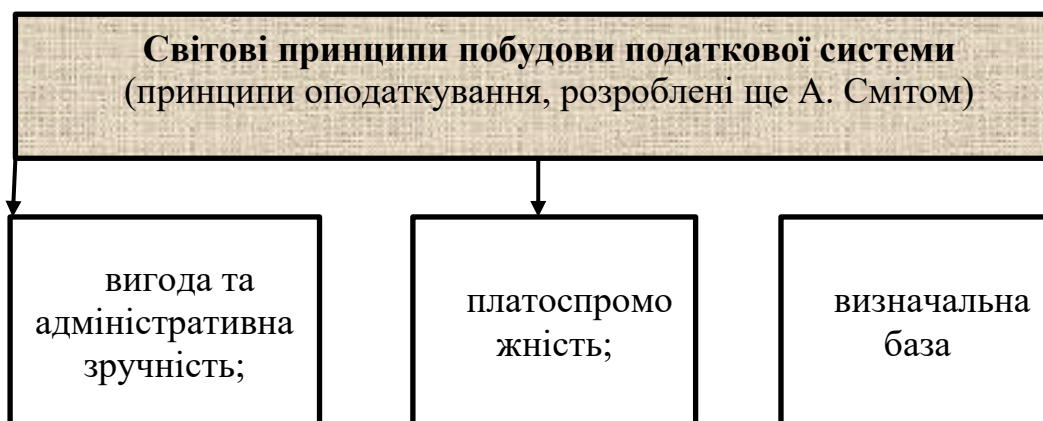 Світові принципи побудови податкової системи
(принципи оподаткування, розроблені ще А. Смітом)
вигода та
адміністративна
зручність;
платоспромо
жність;
визначальна
база